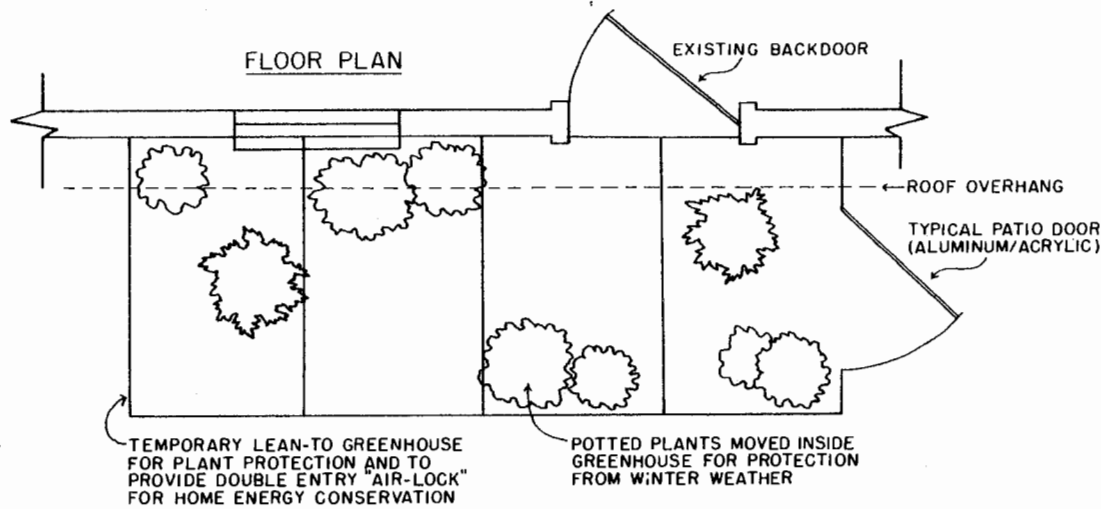 FLOOR PLAN
EXISTING BACKDOOR
ROOF OVERHANG
TYPICAL PATIO DOOR
(ALUMINUM/ACRYLIC)
TEMPORARY LEAN-TO GREENHOUSE
FOR PLANT PROTECTION AND TO
PROVIDE DOUBLE ENTRY "AIR-LOCK"
FOR HOME ENERGY CONSERVATION
POTTED PLANTS MOVED INSIDE
GREENHOUSE FOR PROTECTION
FROM WINTER WEATHER